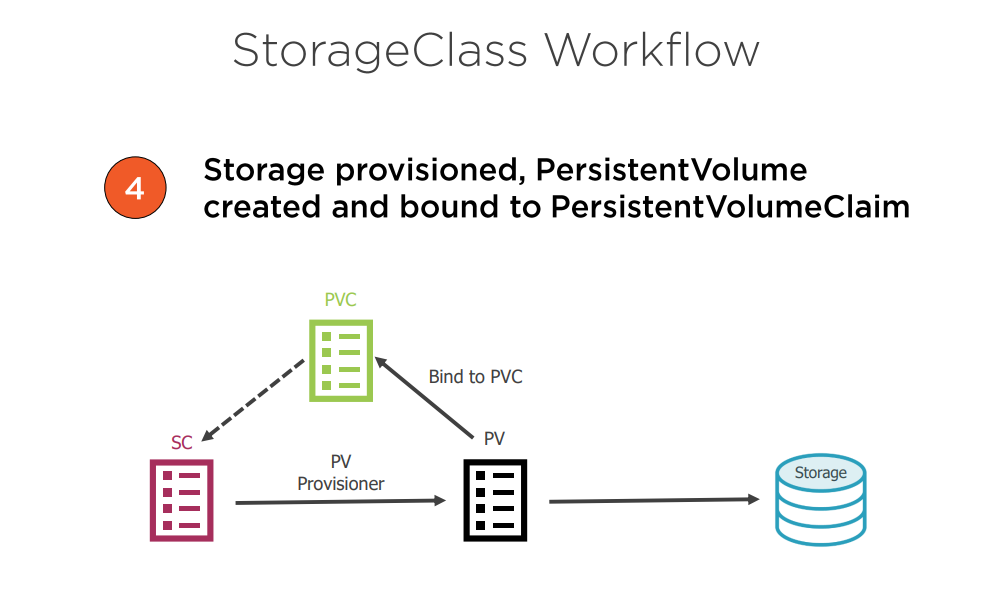 StorageClass Workflow
4
Storage provisioned, PersistentVolume
created and bound to PersistentVolumeClaim
PVC
Bind to PVC
SC
PV
Provisioner
PV
Storage